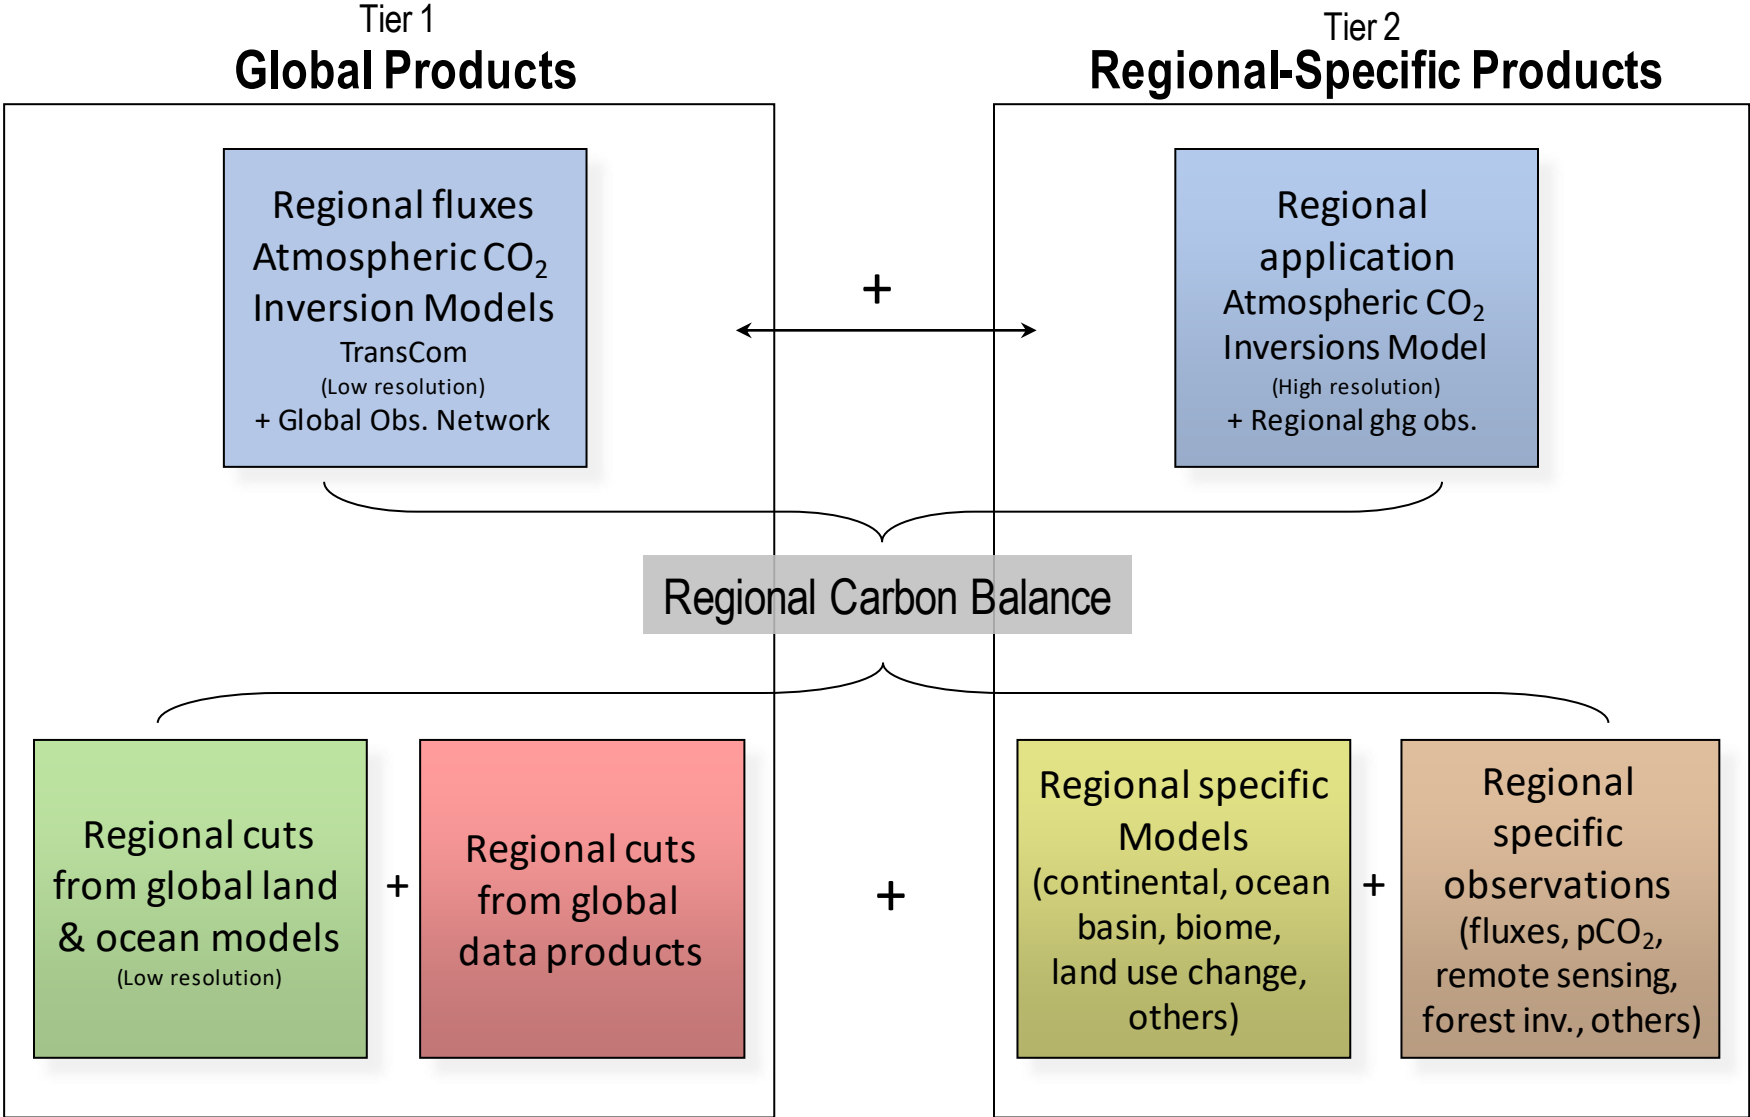 Tier 1
Global Products
Tier 2
Regional-Specific Products
Regional fluxes
Atmospheric CO₂
Inversion Models
TransCom
(Low resolution)
+ Global Obs. Network
+
Regional
application
Atmospheric CO₂
Inversions Model
(High resolution)
+ Regional ghg obs.
Regional Carbon Balance
Regional cuts
from global land
& ocean models
(Low resolution)
+
Regional cuts
from global
data products
+
Regional specific
Models
(continental, ocean
basin, biome,
land use change,
others)
+
Regional
specific
observations
(fluxes, pCO₂,
remote sensing,
forest inv., others)